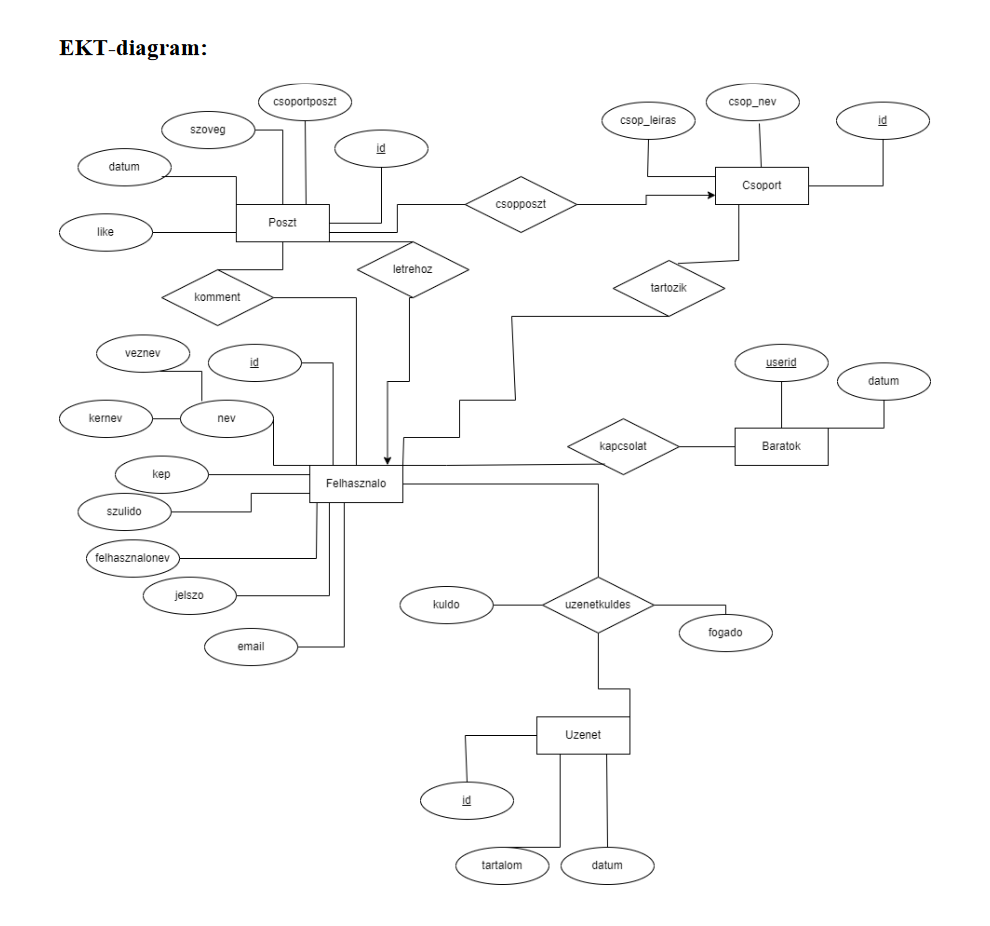 EKT-diagram:
csoportposzt
szoveg
id
datum
like
Poszt
csop_leiras
csop_nev
id
Csoport
csopposzt
letrehoz
komment
tartozik
veznev
id
kernev
nev
userid
datum
kapcsolat
Baratok
kep
Felhasznalo
szulido
felhasznalonev
jelszo
email
kuldo
uzenetkuldes
fogado
Uzenet
id
tartalom
datum